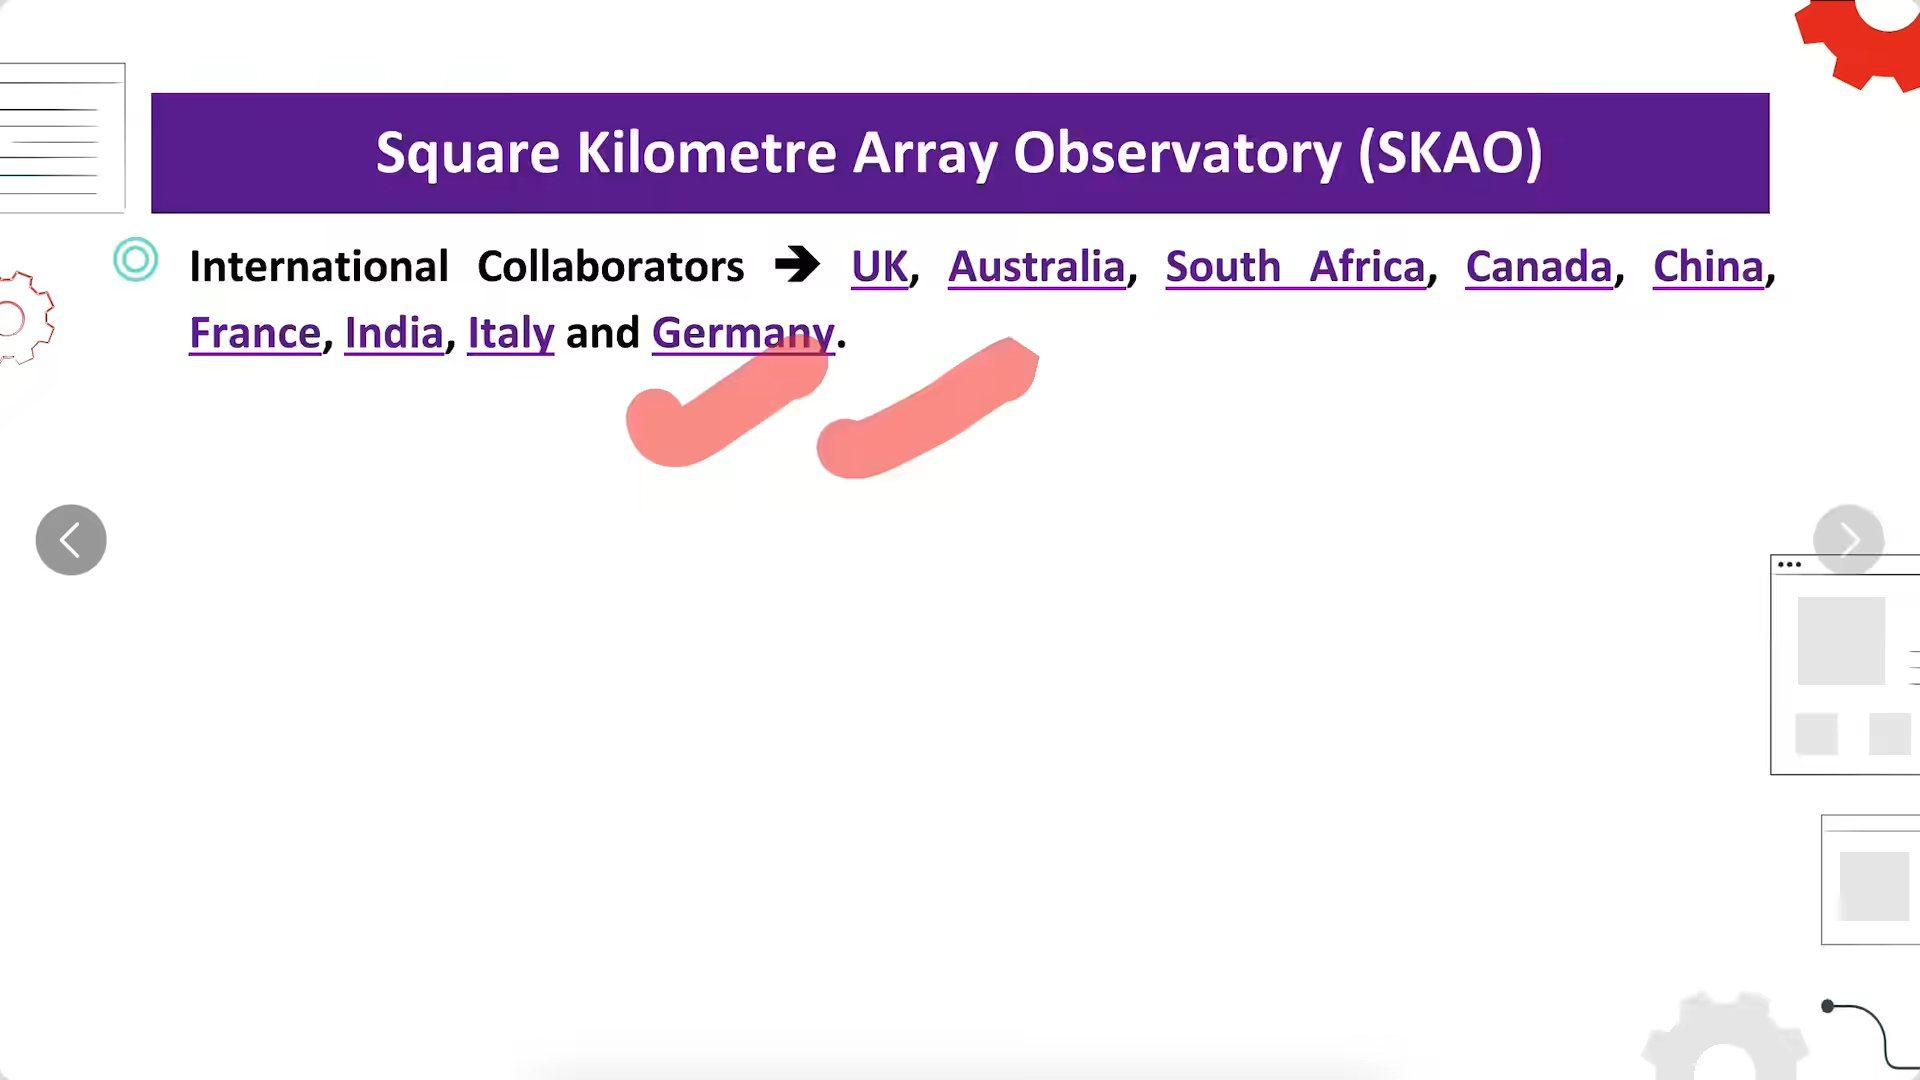 Square Kilometre Array Observatory (SKAO)
International Collaborators 🡺 UK, Australia, South Africa, Canada, China,
France, India, Italy and Germany.